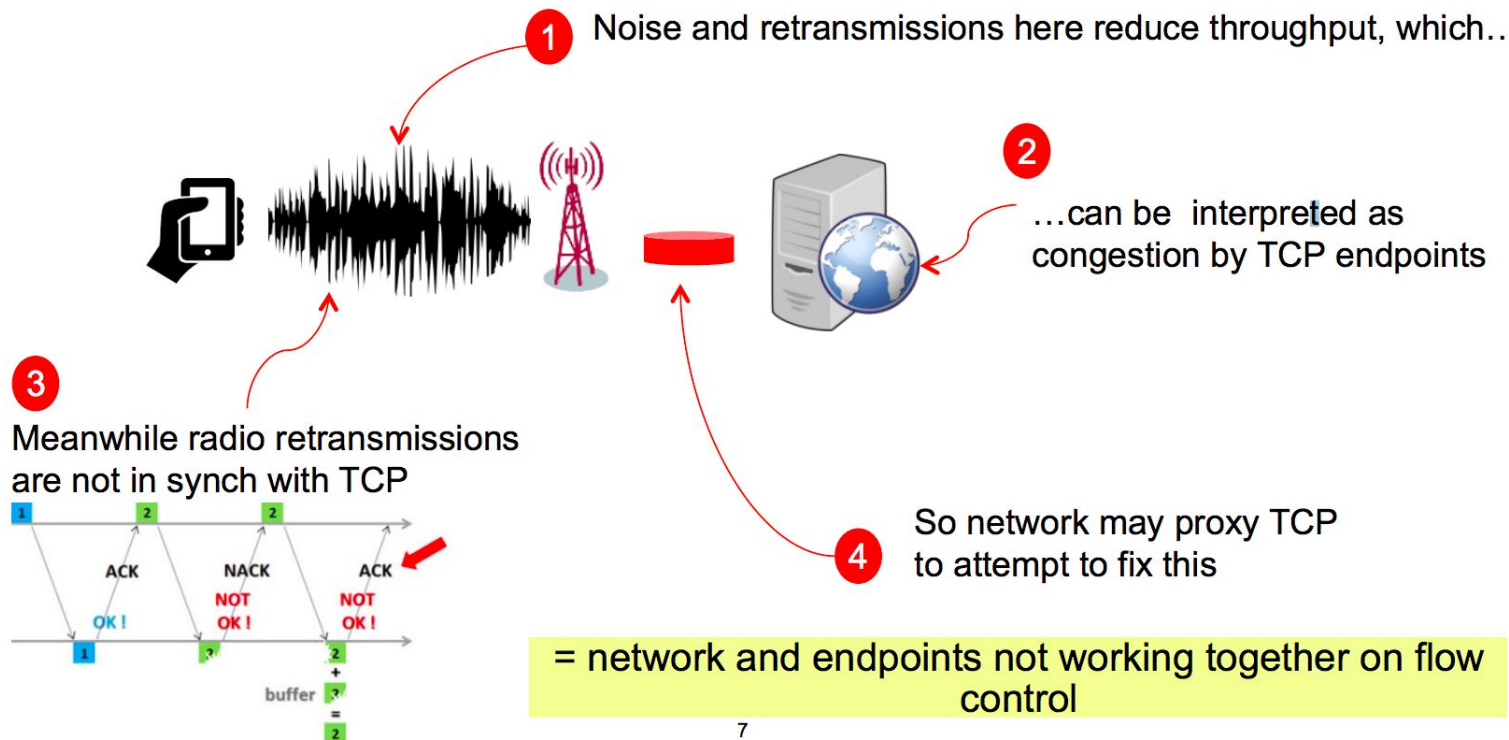 1
Noise and retransmissions here reduce throughput, which..
2
…can be interpreted as
congestion by TCP endpoints
3
Meanwhile radio retransmissions
are not in synch with TCP
1 2 2
ACK NACK ACK
OK ! NOT OK ! NOT OK !
1 2 2
+
buffer 2
=
2
4
So network may proxy TCP
to attempt to fix this
= network and endpoints not working together on flow
control
7